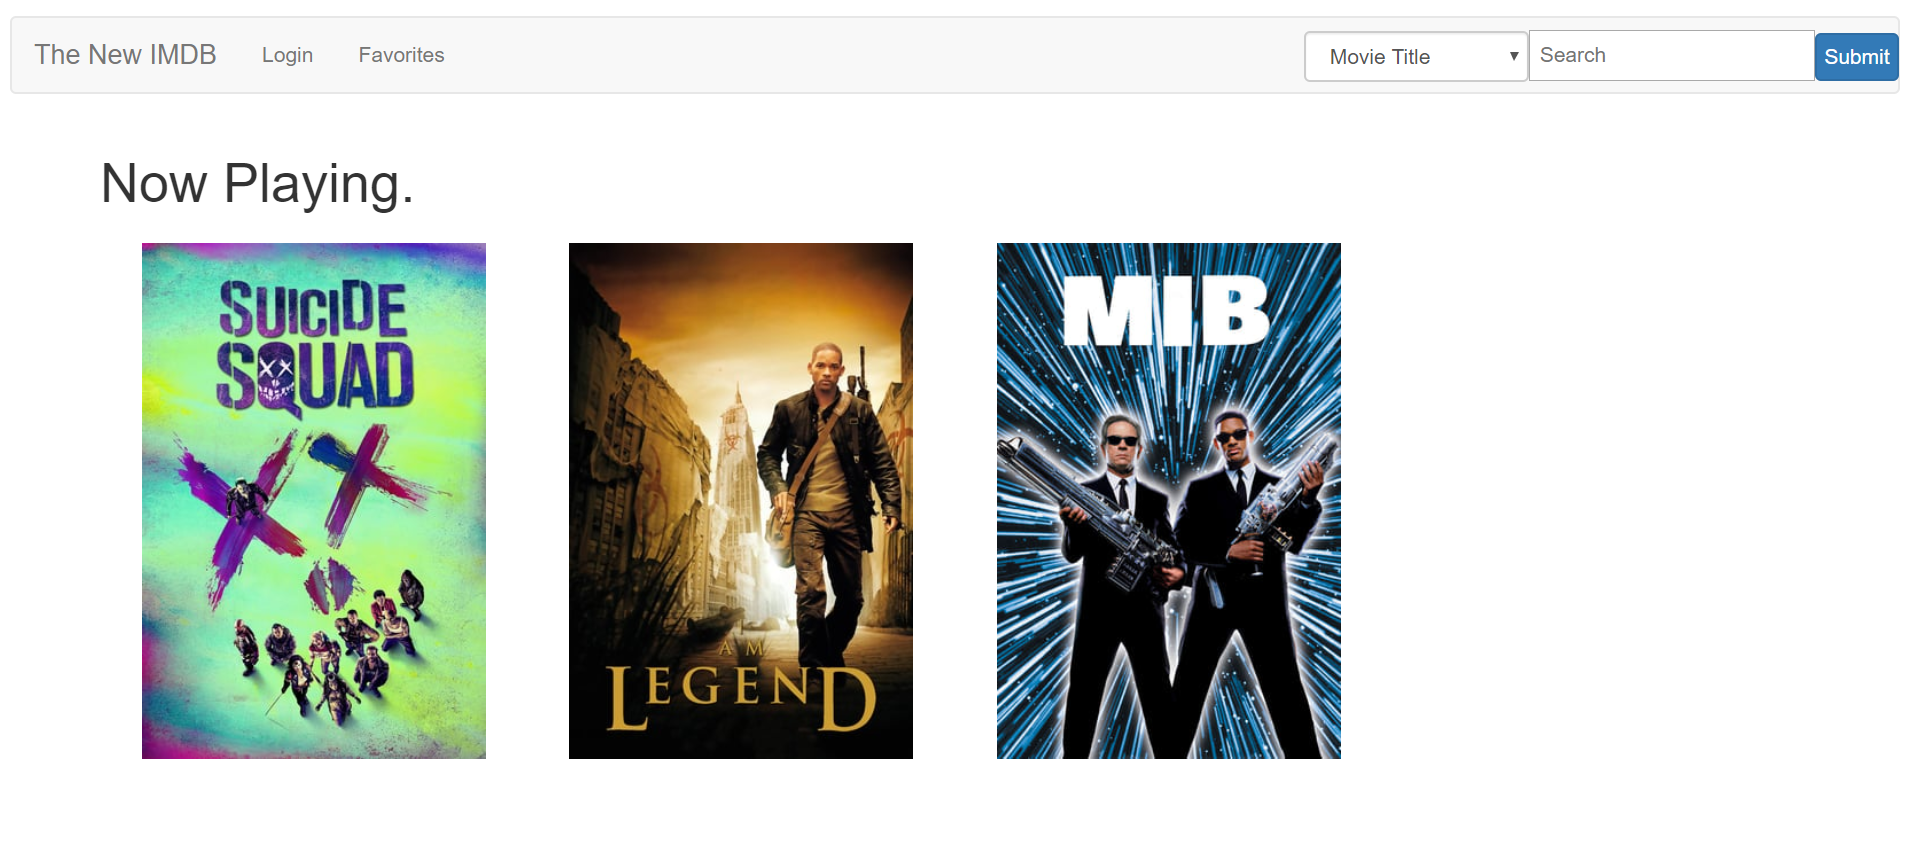 The New IMDB Login Favorites Movie Title Search Submit
Now Playing.
SUICIDE
SQUAD
MIB
AM
LEGEND